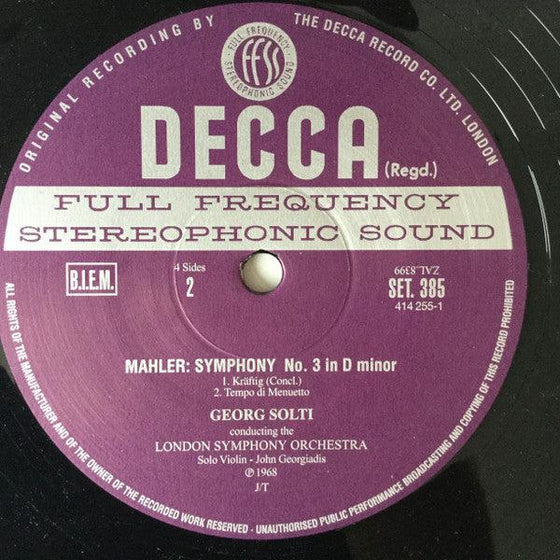 ORIGINAL RECORDING BY THE DECCA RECORD CO. LTD. LONDON
FULL FREQUENCY
STEREOPHONIC SOUND
FFSS
DECCA (Regd.)
FULL FREQUENCY
STEREOPHONIC SOUND
B.I.E.M.
4 Sides
2
ZAL.8399
SET. 385
414 255-1
MAHLER: SYMPHONY No. 3 in D minor
1. Kräftig (Concl.)
2. Tempo di Menuetto
GEORG SOLTI
conducting the
LONDON SYMPHONY ORCHESTRA
Solo Violin - John Georgiadis
℗ 1968
J/T
ALL RIGHTS OF THE MANUFACTURER AND OF THE OWNER OF THE RECORDED WORK RESERVED - UNAUTHORISED PUBLIC PERFORMANCE BROADCASTING AND COPYING OF THIS RECORD PROHIBITED